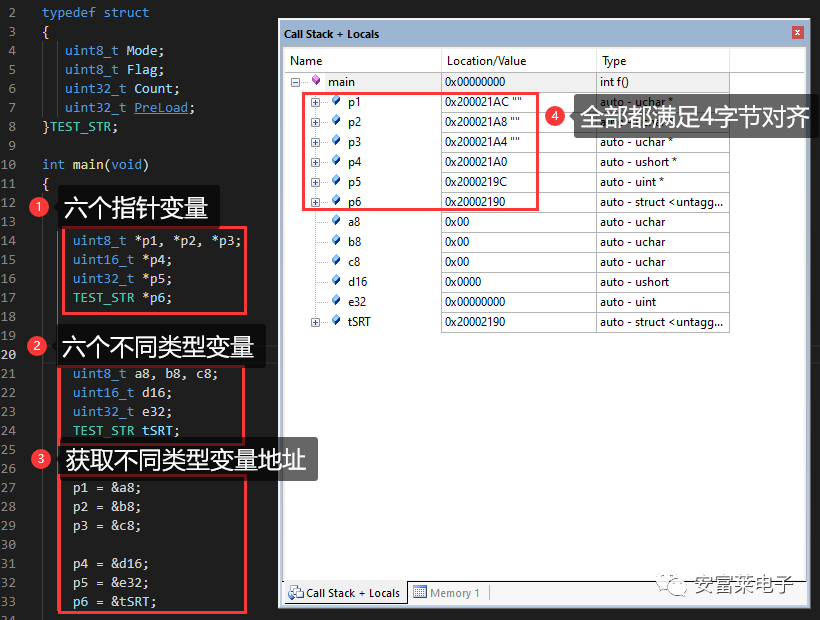 2 typedef struct
3 {
4 uint8_t Mode;
5 uint8_t Flag;
6 uint32_t Count;
7 uint32_t PreLoad;
8 }TEST_STR;
9
10 int main(void)
11 {
12
1 六个指针变量
13
14 uint8_t *p1, *p2, *p3;
15 uint16_t *p4;
16 uint32_t *p5;
17 TEST_STR *p6;
18
19
2 六个不同类型变量
20
21 uint8_t a8, b8, c8;
22 uint16_t d16;
23 uint32_t e32;
24 TEST_STR tSRT;
25
3 获取不同类型变量地址
26
27 p1 = &a8;
28 p2 = &b8;
29 p3 = &c8;
30
31 p4 = &d16;
32 p5 = &e32;
33 p6 = &tSRT;
34
Call Stack + Locals
Name Location/Value Type
main 0x00000000 int f()
p1 0x200021AC "" auto - uchar *
4 全部都满足4字节对齐
p2 0x200021A8 "" auto - uchar *
p3 0x200021A4 "" auto - uchar *
p4 0x200021A0 auto - ushort *
p5 0x2000219C auto - uint *
p6 0x20002190 auto - struct <untagg...
a8 0x00 auto - uchar
b8 0x00 auto - uchar
c8 0x00 auto - uchar
d16 0x0000 auto - ushort
e32 0x00000000 auto - uint
tSRT 0x20002190 auto - struct <untagg...
Call Stack + Locals Memory 1
安富莱电子